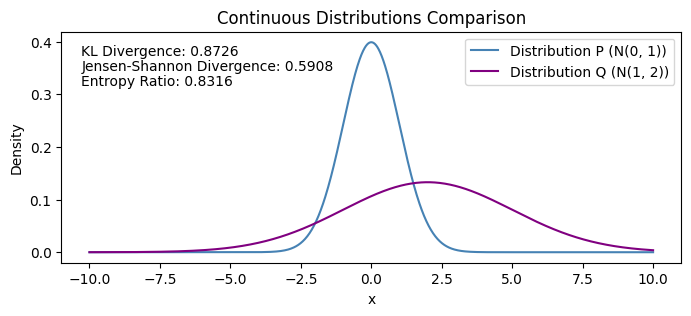 Continuous Distributions Comparison
KL Divergence: 0.8726
Jensen-Shannon Divergence: 0.5908
Entropy Ratio: 0.8316
Distribution P (N(0, 1))
Distribution Q (N(1, 2))
Density
0.4
0.3
0.2
0.1
0.0
−10.0 −7.5 −5.0 −2.5 0.0 2.5 5.0 7.5 10.0
x